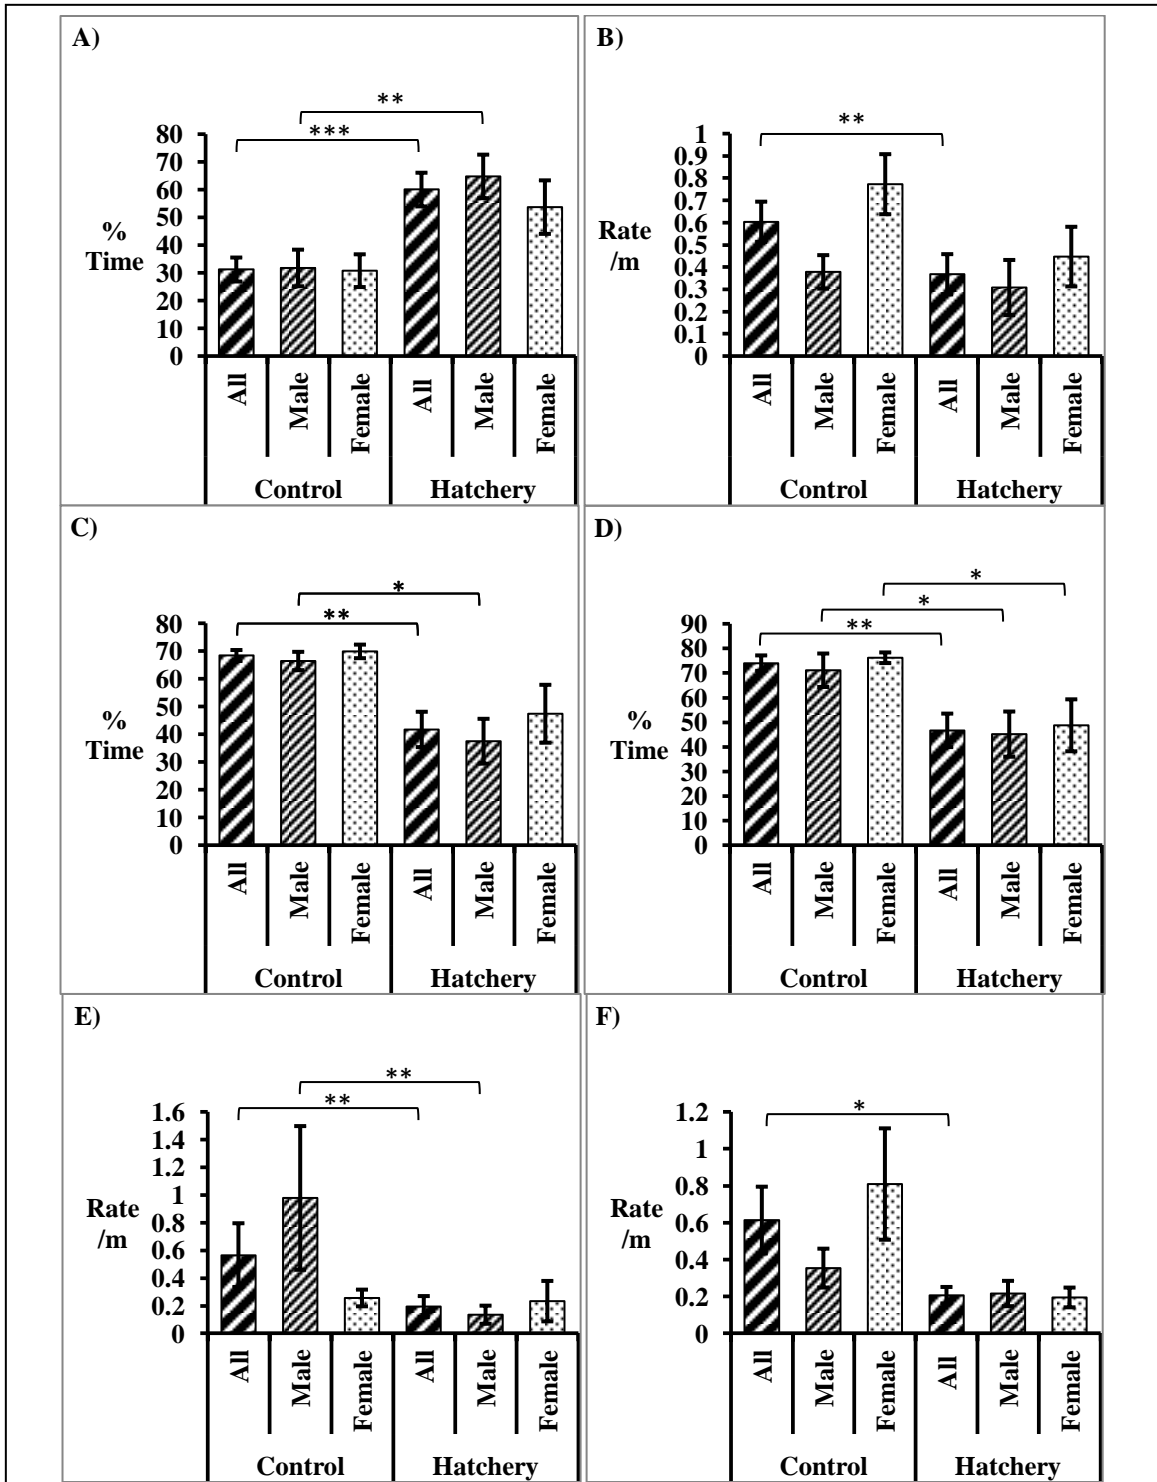 A)
**
***
80
70
60
50
40
30
20
10
0
%
Time
All
Male
Female
All
Male
Female
Control
Hatchery
B)
**
1
0.9
0.8
0.7
0.6
0.5
0.4
0.3
0.2
0.1
0
Rate
/m
All
Male
Female
All
Male
Female
Control
Hatchery
C)
*
**
80
70
60
50
40
30
20
10
0
%
Time
All
Male
Female
All
Male
Female
Control
Hatchery
D)
*
*
**
90
80
70
60
50
40
30
20
10
0
%
Time
All
Male
Female
All
Male
Female
Control
Hatchery
E)
**
**
1.6
1.4
1.2
1
0.8
0.6
0.4
0.2
0
Rate
/m
All
Male
Female
All
Male
Female
Control
Hatchery
F)
*
1.2
1
0.8
0.6
0.4
0.2
0
Rate
/m
All
Male
Female
All
Male
Female
Control
Hatchery